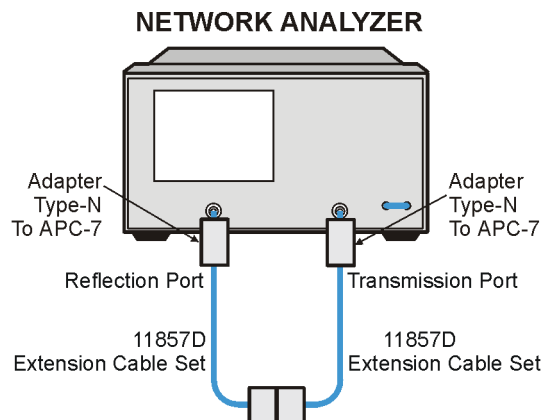 NETWORK ANALYZER
Adapter
Type-N
To APC-7
Adapter
Type-N
To APC-7
Reflection Port
Transmission Port
11857D
Extension Cable Set
11857D
Extension Cable Set